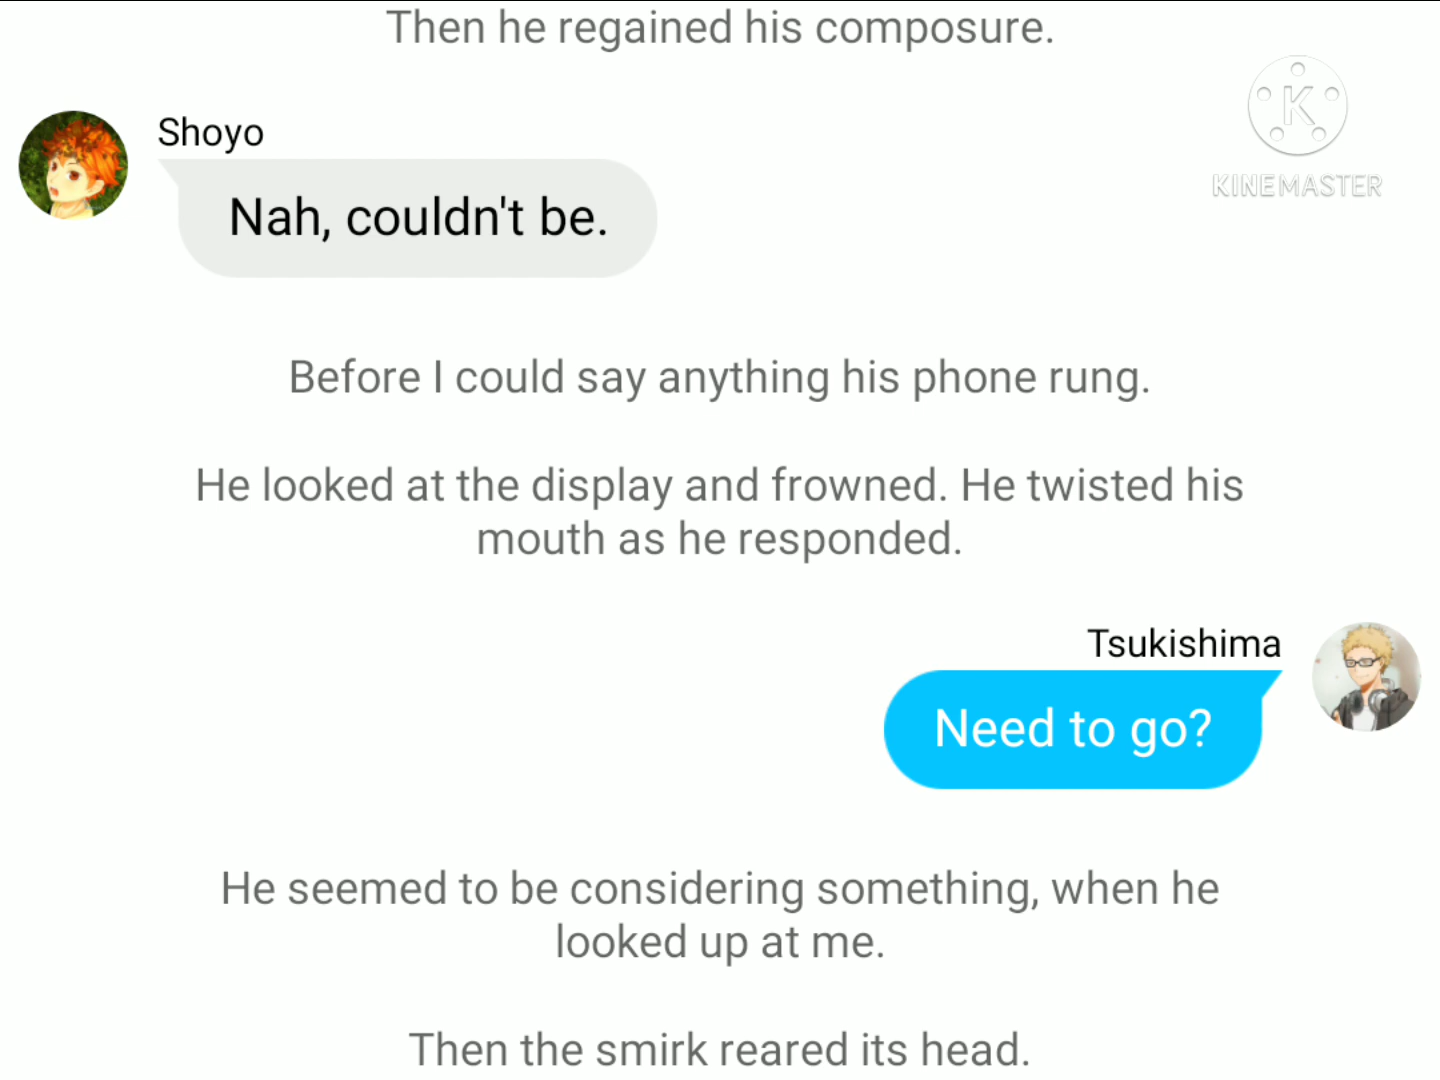 Then he regained his composure.
K
KINEMASTER
Shoyo
Nah, couldn't be.
Before I could say anything his phone rung.
He looked at the display and frowned. He twisted his
mouth as he responded.
Tsukishima
Need to go?
He seemed to be considering something, when he
looked up at me.
Then the smirk reared its head.